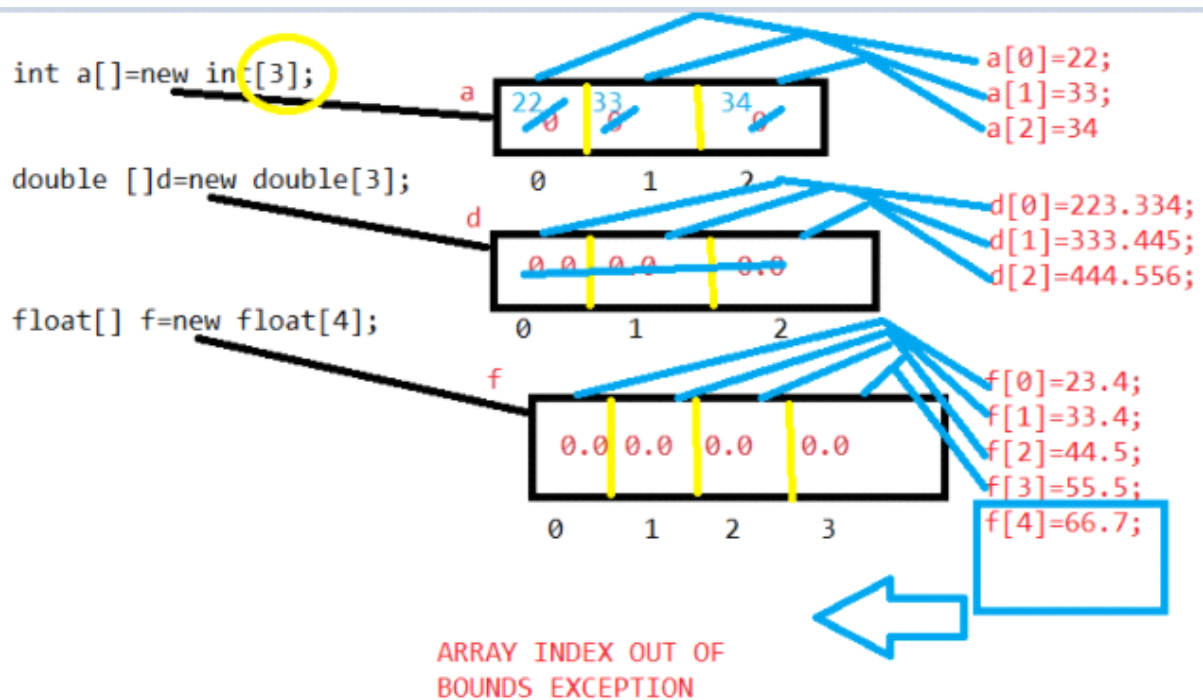 int a[]=new int[3];
a
22 33 34
0 0 0
0 1 2
a[0]=22;
a[1]=33;
a[2]=34
double []d=new double[3];
d
0.0 0.0 0.0
0 1 2
d[0]=223.334;
d[1]=333.445;
d[2]=444.556;
float[] f=new float[4];
f
0.0 0.0 0.0 0.0
0 1 2 3
f[0]=23.4;
f[1]=33.4;
f[2]=44.5;
f[3]=55.5;
f[4]=66.7;
ARRAY INDEX OUT OF
BOUNDS EXCEPTION